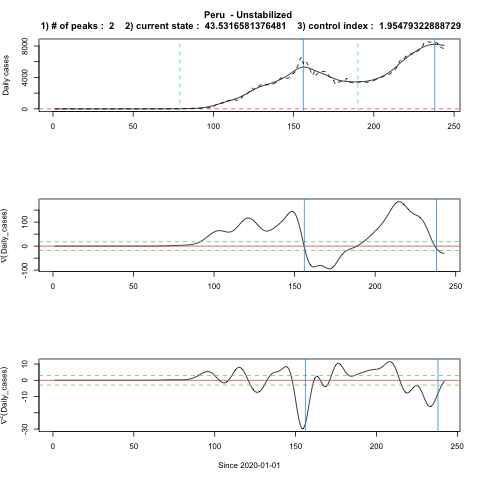 Peru - Unstabilized
1) # of peaks : 2 2) current state : 43.5316581376481 3) control index : 1.95479322888729
Daily cases
8000
4000
0
0 50 100 150 200 250
∇(Daily_cases)
100
0
-100
0 50 100 150 200 250
∇²(Daily_cases)
10
0
-10
-30
0 50 100 150 200 250
Since 2020-01-01